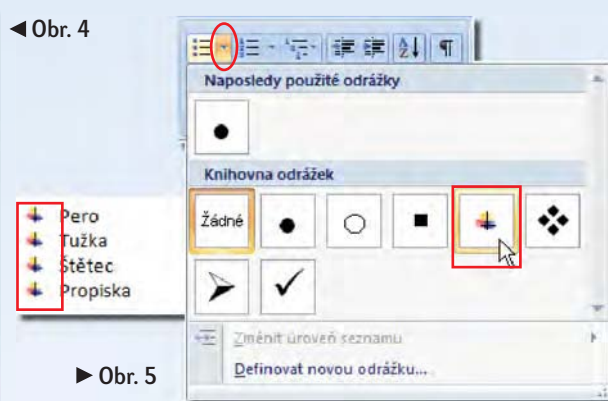 ◄ Obr. 4
Naposledy použité odrážky
Knihovna odrážek
Žádné
Pero
Tužka
Štětec
Propiska
Změnit úroveň seznamu
Definovat novou odrážku...
► Obr. 5